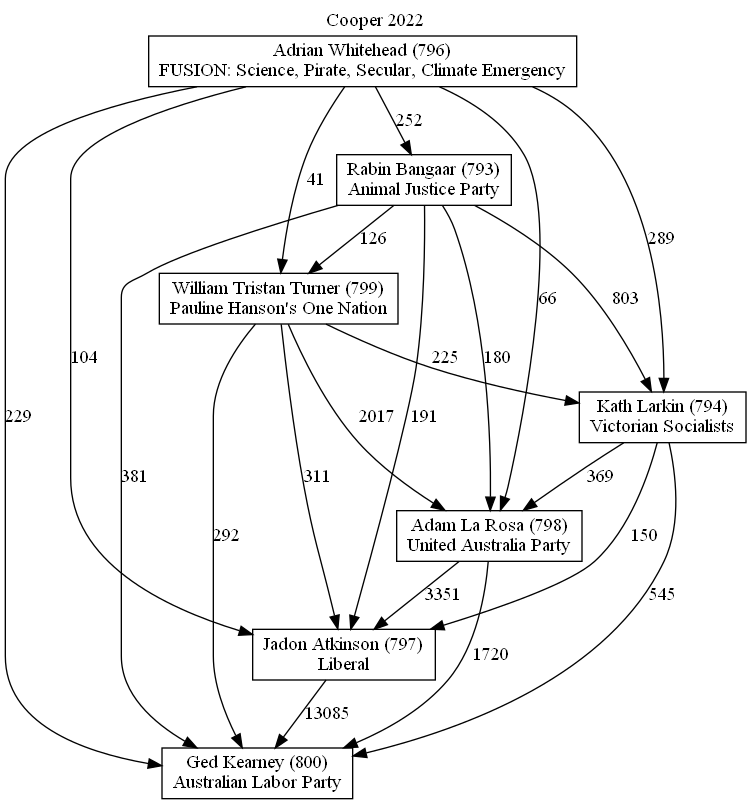 Cooper 2022
Adrian Whitehead (796)
FUSION: Science, Pirate, Secular, Climate Emergency
252
Rabin Bangaar (793)
Animal Justice Party
41
126
289
66
803
William Tristan Turner (799)
Pauline Hanson's One Nation
104
225
180
Kath Larkin (794)
Victorian Socialists
229
2017
191
381
311
369
Adam La Rosa (798)
United Australia Party
292
150
3351
545
Jadon Atkinson (797)
Liberal
1720
13085
Ged Kearney (800)
Australian Labor Party